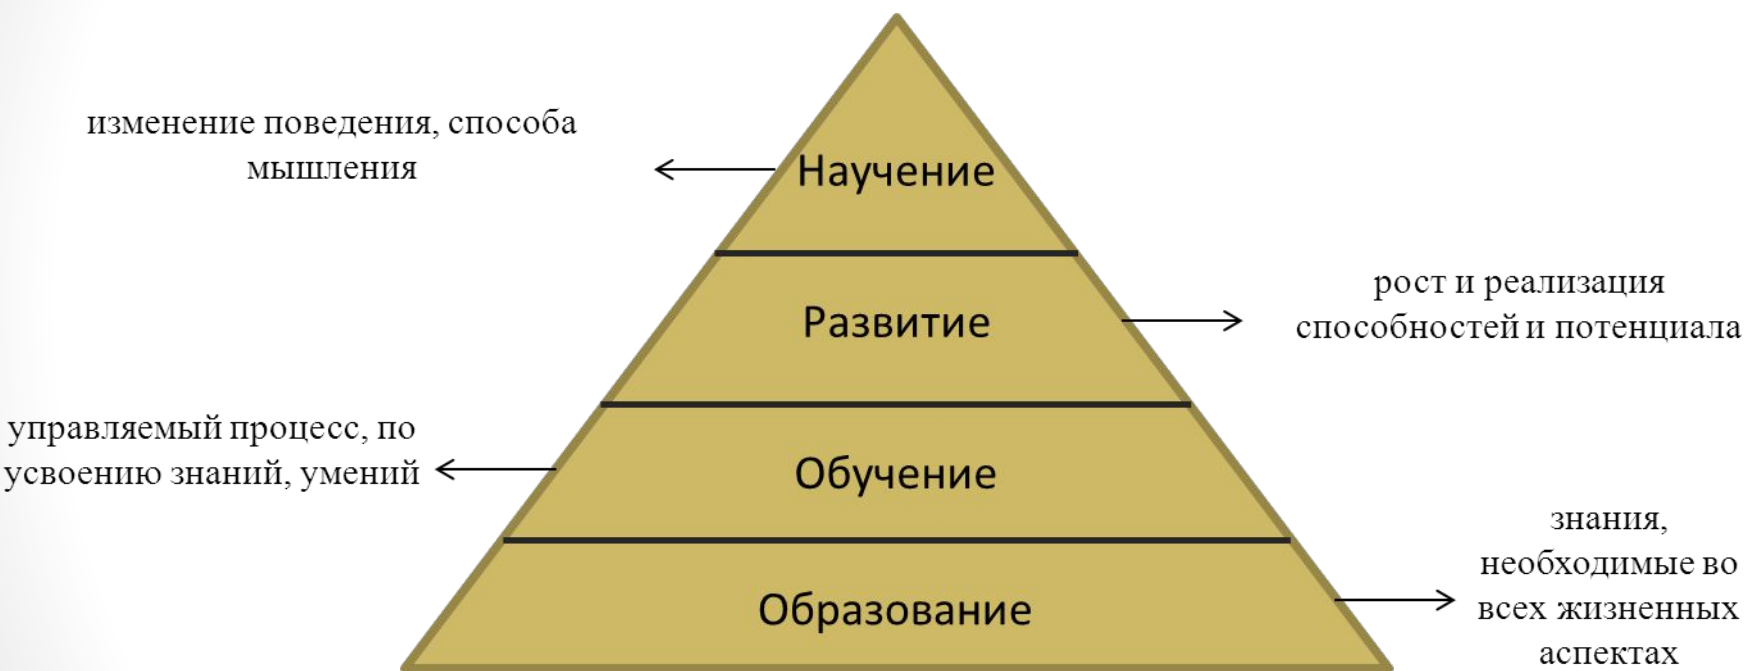 изменение поведения, способа
мышления
Научение
рост и реализация
способностей и потенциала
Развитие
управляемый процесс, по
усвоению знаний, умений
Обучение
знания,
необходимые во
всех жизненных
аспектах
Образование